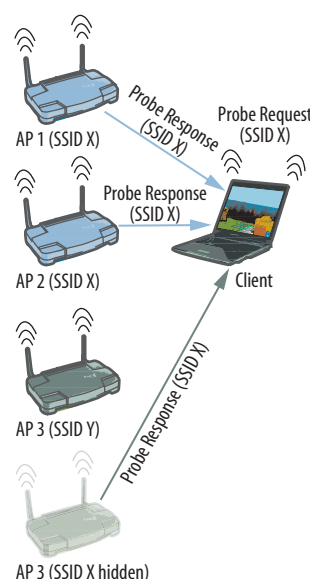 Probe Response
(SSID X)
Probe Request
(SSID X)
AP 1 (SSID X)
Probe Response
(SSID X)
AP 2 (SSID X)
Client
Probe Response (SSID X)
AP 3 (SSID Y)
AP 3 (SSID X hidden)